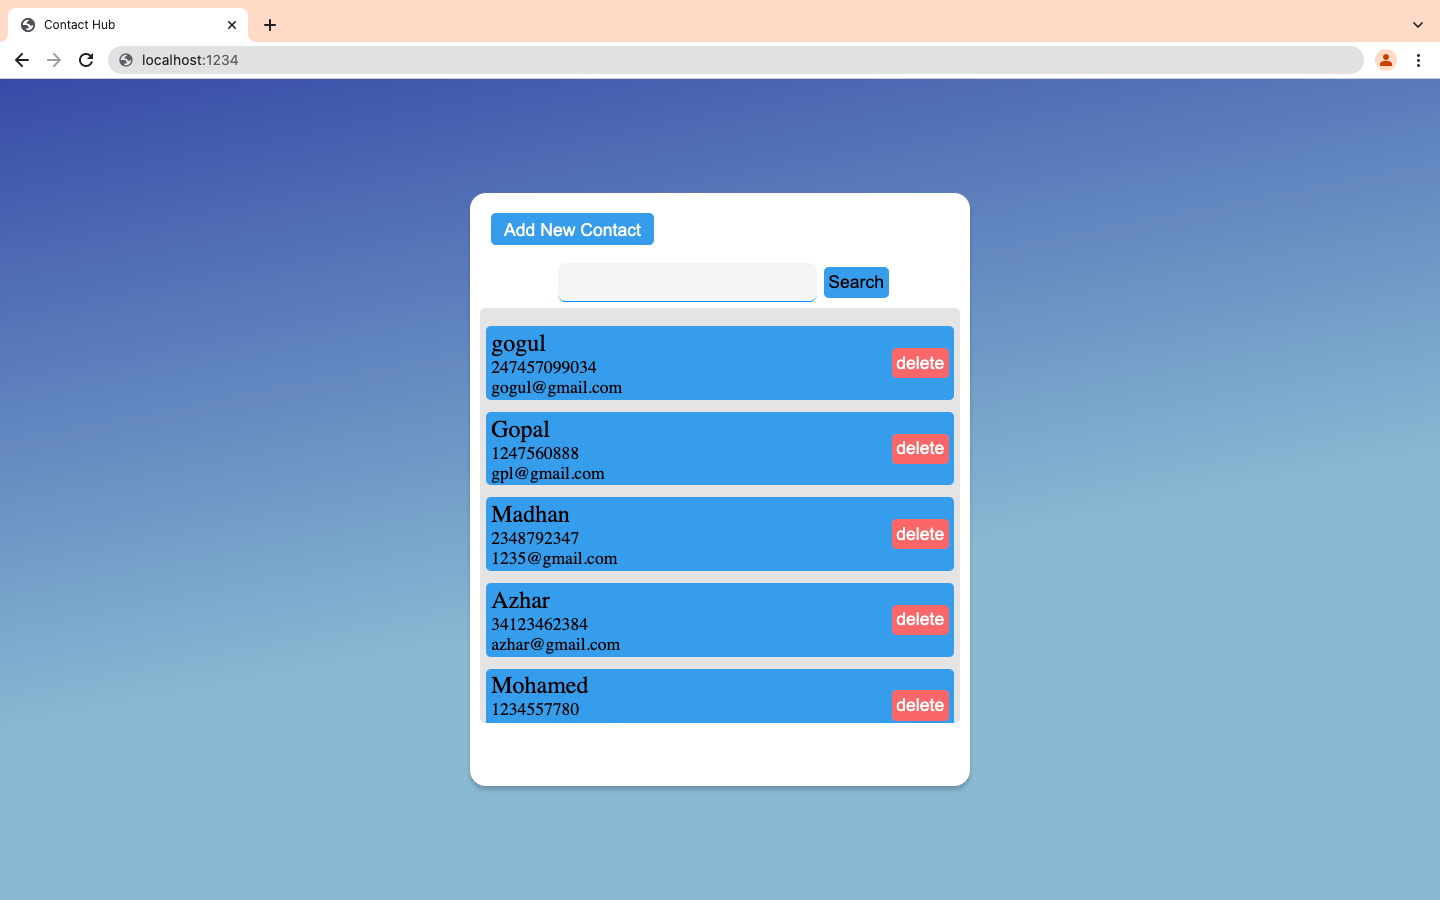 Contact Hub
localhost:1234
Add New Contact
Search
gogul
247457099034
gogul@gmail.com
delete
Gopal
1247560888
gpl@gmail.com
delete
Madhan
2348792347
1235@gmail.com
delete
Azhar
34123462384
azhar@gmail.com
delete
Mohamed
1234557780
delete